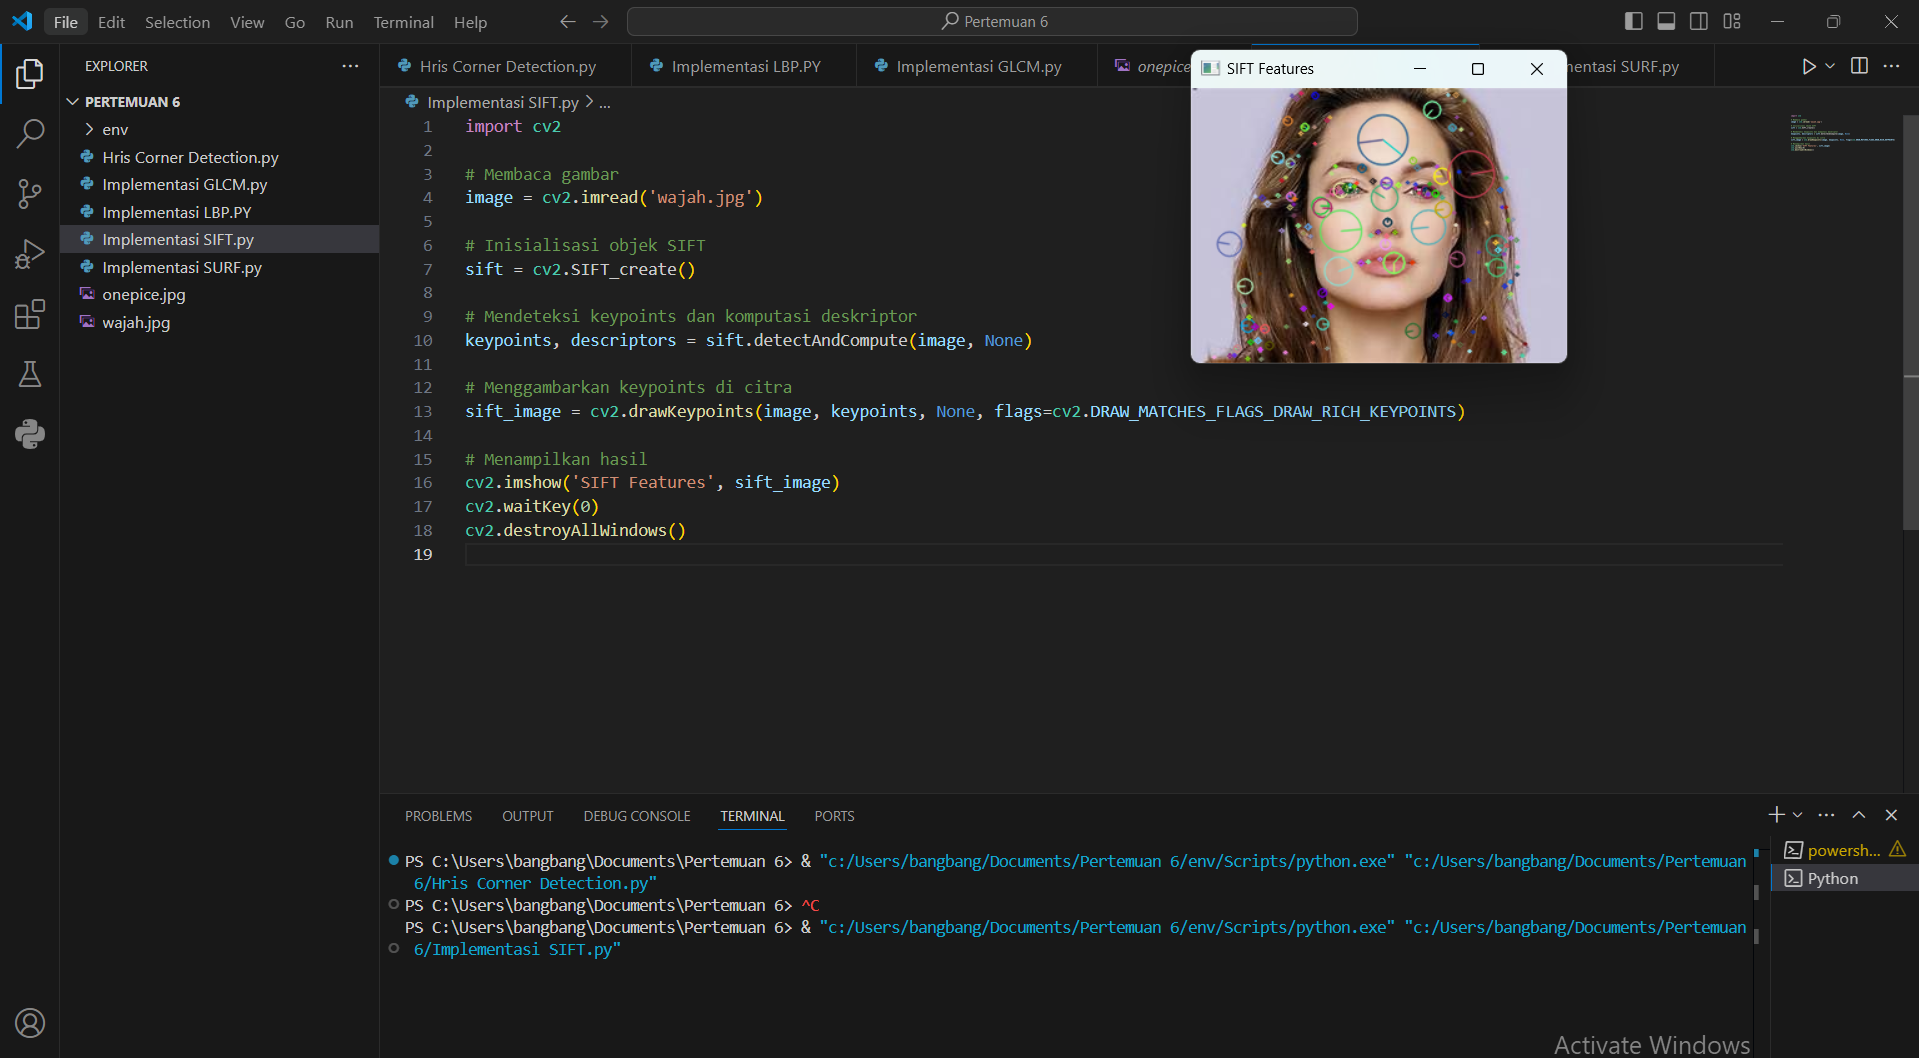 File Edit Selection View Go Run Terminal Help
Pertemuan 6
EXPLORER
PERTEMUAN 6
env
Hris Corner Detection.py
Implementasi GLCM.py
Implementasi LBP.PY
Implementasi SIFT.py
Implementasi SURF.py
onepice.jpg
wajah.jpg
Hris Corner Detection.py
Implementasi LBP.PY
Implementasi GLCM.py
onepice
SIFT Features
nentasi SURF.py
Implementasi SIFT.py > ...
1 import cv2
2
3 # Membaca gambar
4 image = cv2.imread('wajah.jpg')
5
6 # Inisialisasi objek SIFT
7 sift = cv2.SIFT_create()
8
9 # Mendeteksi keypoints dan komputasi deskriptor
10 keypoints, descriptors = sift.detectAndCompute(image, None)
11
12 # Menggambarkan keypoints di citra
13 sift_image = cv2.drawKeypoints(image, keypoints, None, flags=cv2.DRAW_MATCHES_FLAGS_DRAW_RICH_KEYPOINTS)
14
15 # Menampilkan hasil
16 cv2.imshow('SIFT Features', sift_image)
17 cv2.waitKey(0)
18 cv2.destroyAllWindows()
19
PROBLEMS OUTPUT DEBUG CONSOLE TERMINAL PORTS
PS C:\Users\bangbang\Documents\Pertemuan 6> & "c:/Users/bangbang/Documents/Pertemuan 6/env/Scripts/python.exe" "c:/Users/bangbang/Documents/Pertemuan
6/Hris Corner Detection.py"
PS C:\Users\bangbang\Documents\Pertemuan 6> ^C
PS C:\Users\bangbang\Documents\Pertemuan 6> & "c:/Users/bangbang/Documents/Pertemuan 6/env/Scripts/python.exe" "c:/Users/bangbang/Documents/Pertemuan
6/Implementasi SIFT.py"
powersh...
Python
Activate Windows